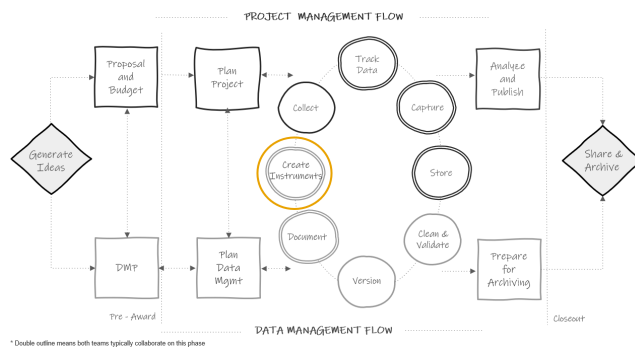 PROJECT MANAGEMENT FLOW
Proposal
and
Budget
Plan
Project
Track
Data
Analyze
and
Publish
Collect
Capture
Generate
Ideas
Create
Instruments
Store
Share &
Archive
Document
Clean &
Validate
DMP
Plan
Data
Mgmt
Version
Prepare
for
Archiving
Pre - Award
Closeout
DATA MANAGEMENT FLOW
* Double outline means both teams typically collaborate on this phase